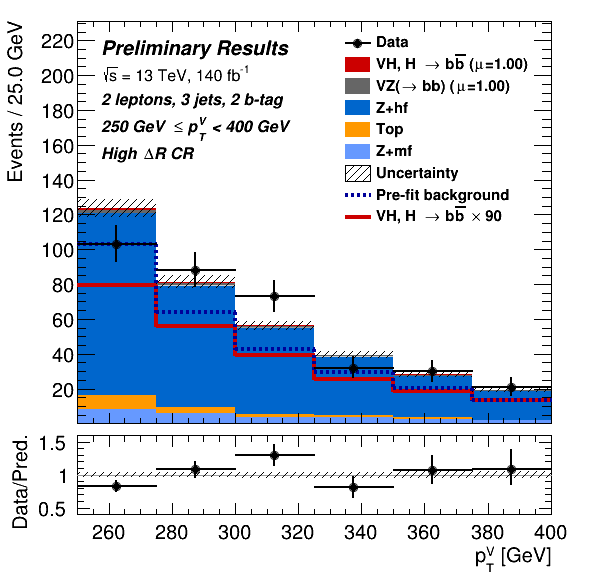 Events / 25.0 GeV
220
200
180
160
140
120
100
80
60
40
20
Preliminary Results
√s = 13 TeV, 140 fb⁻¹
2 leptons, 3 jets, 2 b-tag
250 GeV ≤ p_T^V < 400 GeV
High ΔR CR
Data
VH, H → bb̅ (μ=1.00)
VZ(→ bb) (μ=1.00)
Z+hf
Top
Z+mf
Uncertainty
Pre-fit background
VH, H → bb̅ × 90
Data/Pred.
1.5
1
0.5
260 280 300 320 340 360 380 400
p_T^V [GeV]